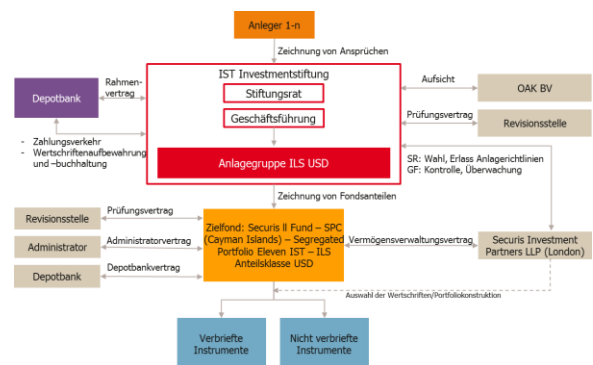 Anleger 1-n
Zeichnung von Ansprüchen
IST Investmentstiftung
Stiftungsrat
Geschäftsführung
Anlagegruppe ILS USD
Rahmen-
vertrag
Depotbank
- Zahlungsverkehr
- Wertschriftenaufbewahrung
und –buchhaltung
Aufsicht
OAK BV
Prüfungsvertrag
Revisionsstelle
SR: Wahl, Erlass Anlagerichtlinien
GF: Kontrolle, Überwachung
Zeichnung von Fondsanteilen
Revisionsstelle
Prüfungsvertrag
Administrator
Administratorvertrag
Depotbank
Depotbankvertrag
Zielfond: Securis II Fund – SPC
(Cayman Islands) – Segregated
Portfolio Eleven IST – ILS
Anteilsklasse USD
Vermögensverwaltungsvertrag
Securis Investment
Partners LLP (London)
Auswahl der Wertschriften/Portfoliokonstruktion
Verbriefte
Instrumente
Nicht verbriefte
Instrumente